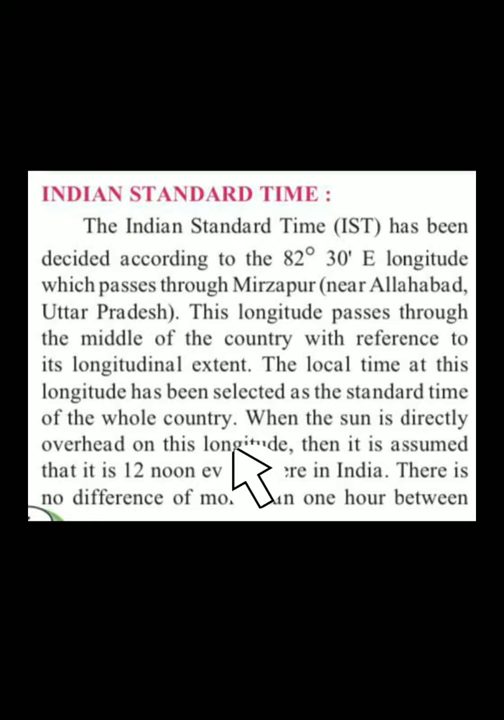 INDIAN STANDARD TIME :
The Indian Standard Time (IST) has been
decided according to the 82° 30' E longitude
which passes through Mirzapur (near Allahabad,
Uttar Pradesh). This longitude passes through
the middle of the country with reference to
its longitudinal extent. The local time at this
longitude has been selected as the standard time
of the whole country. When the sun is directly
overhead on this longitude, then it is assumed
that it is 12 noon in India. There is
no difference of one hour between